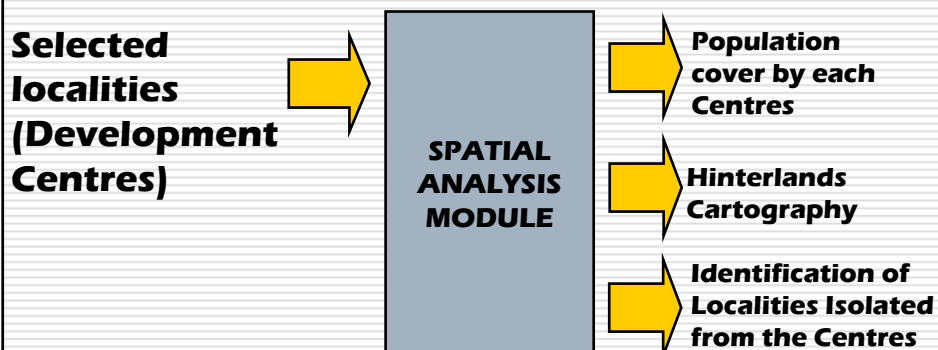 Selected
localities
(Development
Centres)
SPATIAL
ANALYSIS
MODULE
Population
cover by each
Centres
Hinterlands
Cartography
Identification of
Localities Isolated
from the Centres